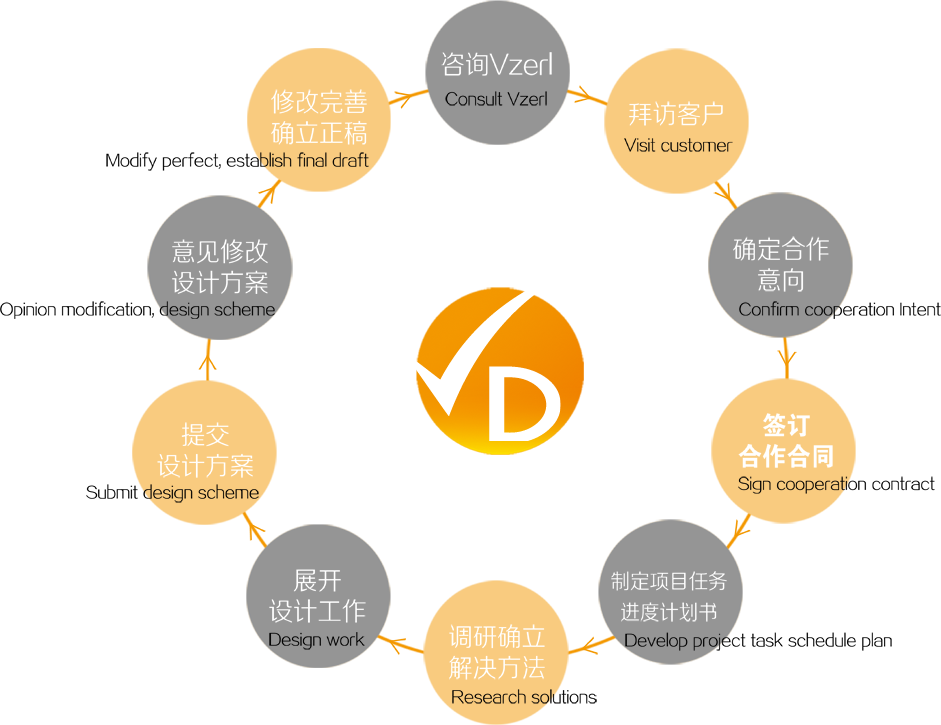 咨询Vzerl
Consult Vzerl
拜访客户
Visit customer
确定合作
意向
Confirm cooperation Intent
签订
合作合同
Sign cooperation contract
制定项目任务
进度计划书
Develop project task schedule plan
调研确立
解决方法
Research solutions
展开
设计工作
Design work
提交
设计方案
Submit design scheme
意见修改
设计方案
Opinion modification, design scheme
修改完善
确立正稿
Modify perfect, establish final draft
D